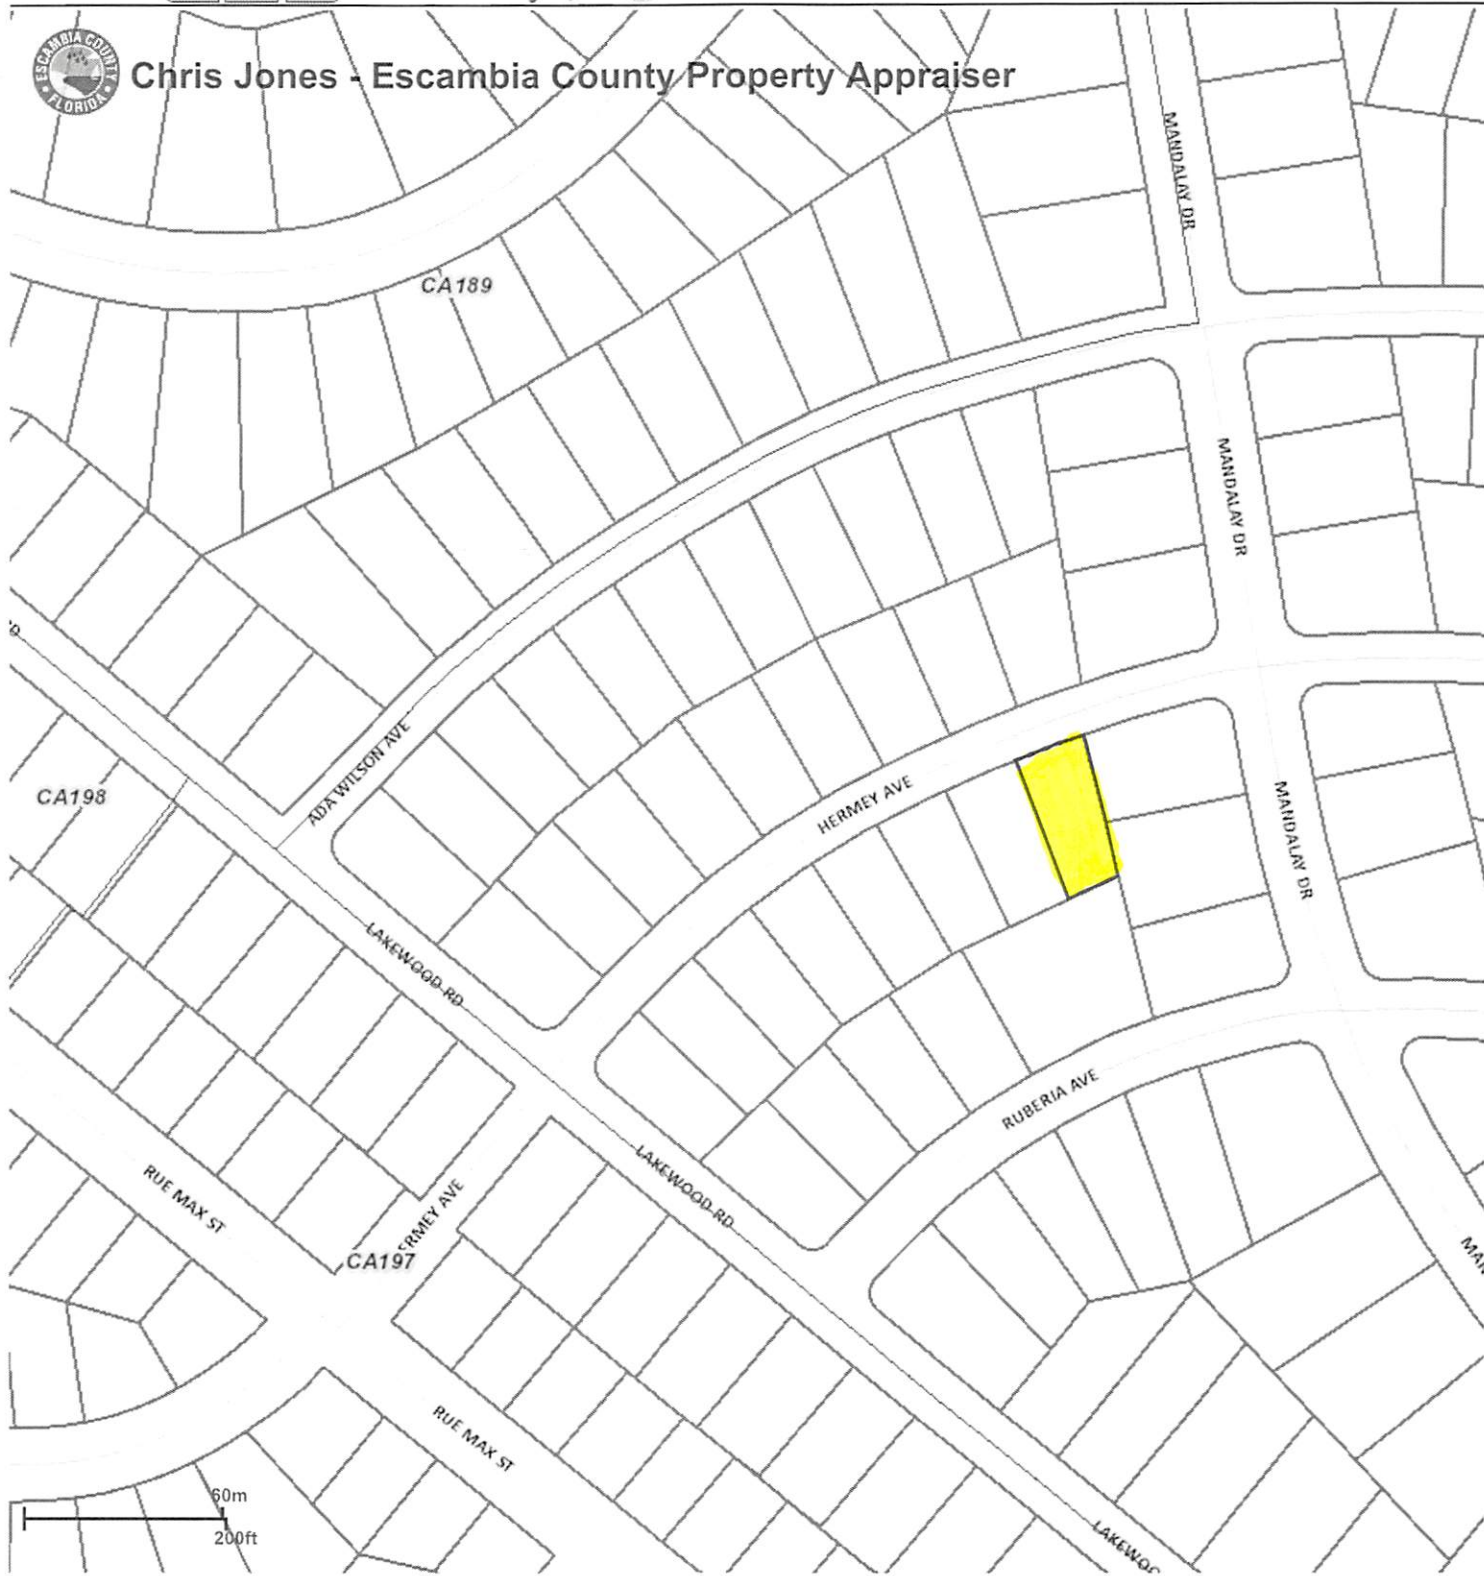 ESCAMBIA COUNTY
FLORIDA
Chris Jones - Escambia County Property Appraiser
MANDALAY DR
CA189
MANDALAY DR
ADA WILSON AVE
CA198
HERMEY AVE
MANDALAY DR
LAKEWOOD RD
RUBERIA AVE
LAKEWOOD RD
RUE MAX ST
ERMEY AVE
CA197
MAN
RUE MAX ST
60m
200ft
LAKEWOO